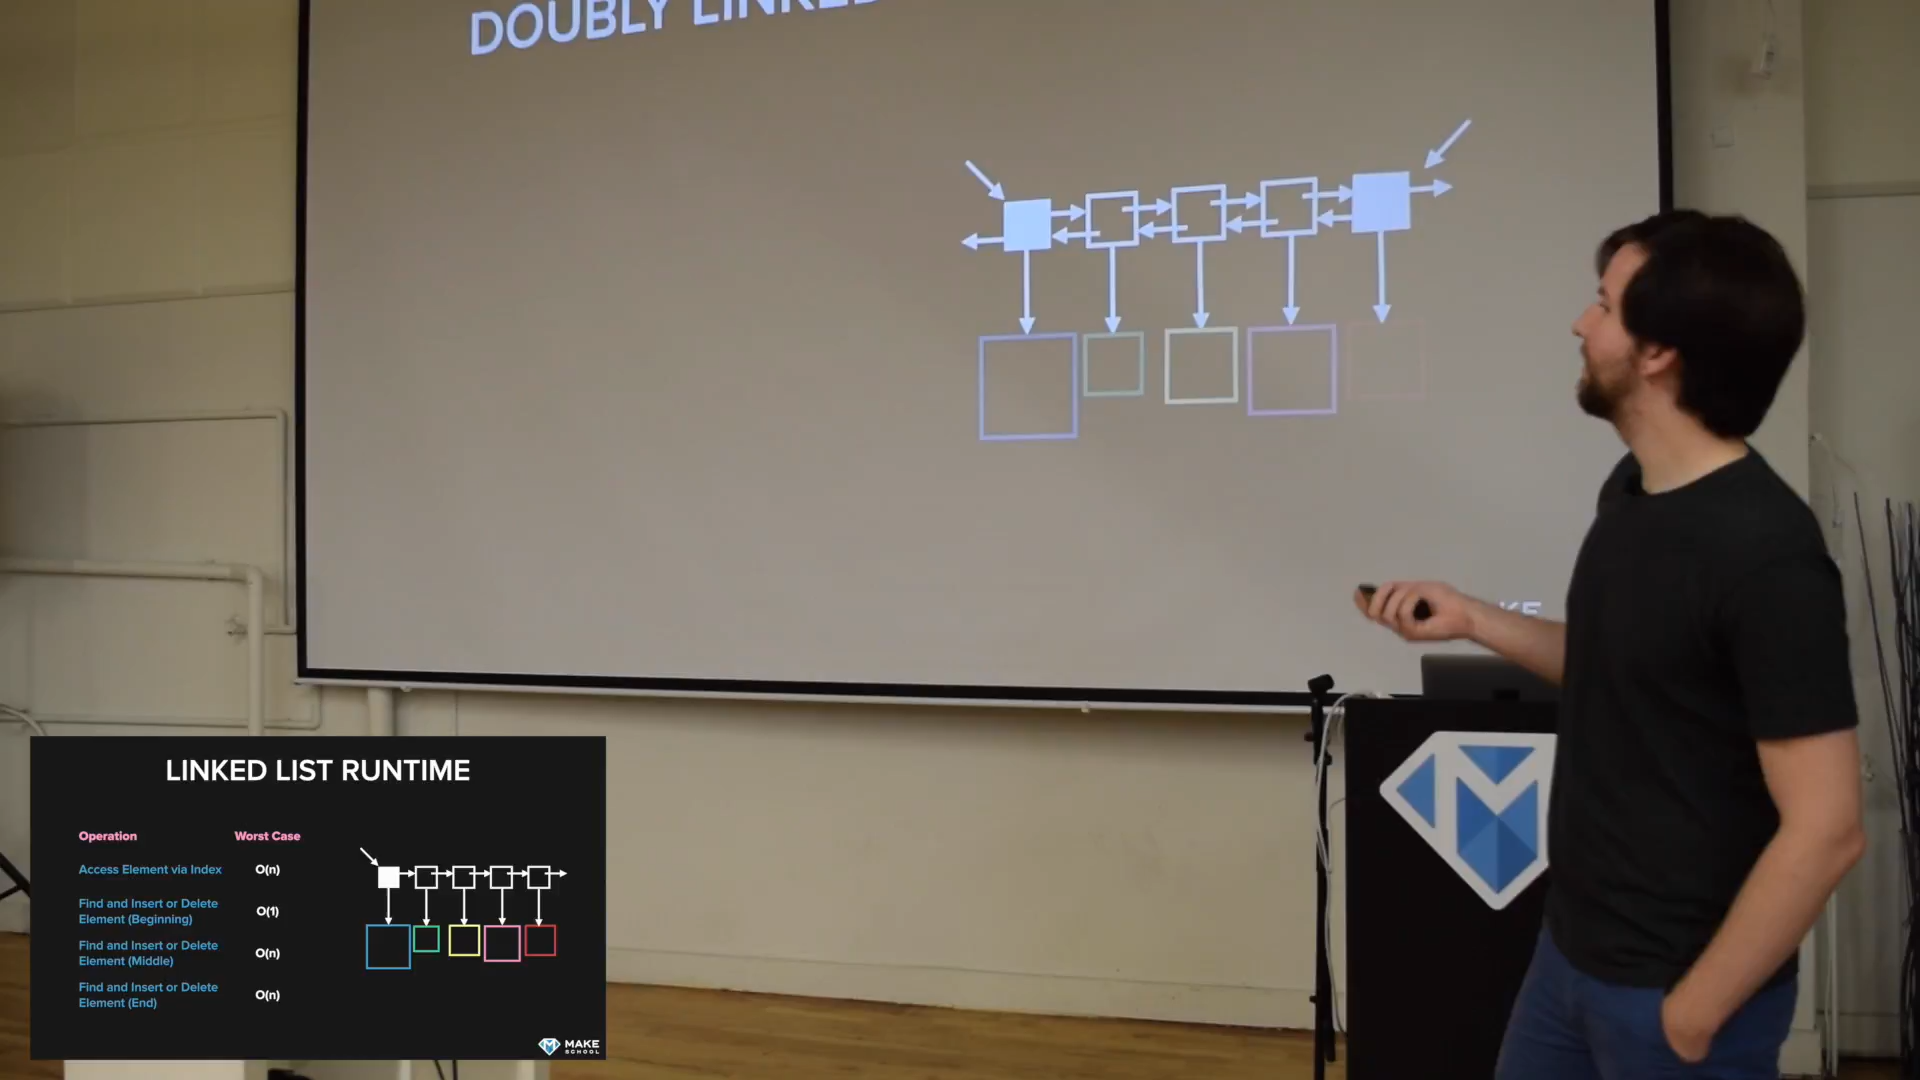 DOUBLY LINKED
LINKED LIST RUNTIME
Operation Worst Case
Access Element via Index O(n)
Find and Insert or Delete
Element (Beginning) O(1)
Find and Insert or Delete
Element (Middle) O(n)
Find and Insert or Delete
Element (End) O(n)
MAKE
SCHOOL
MAKE